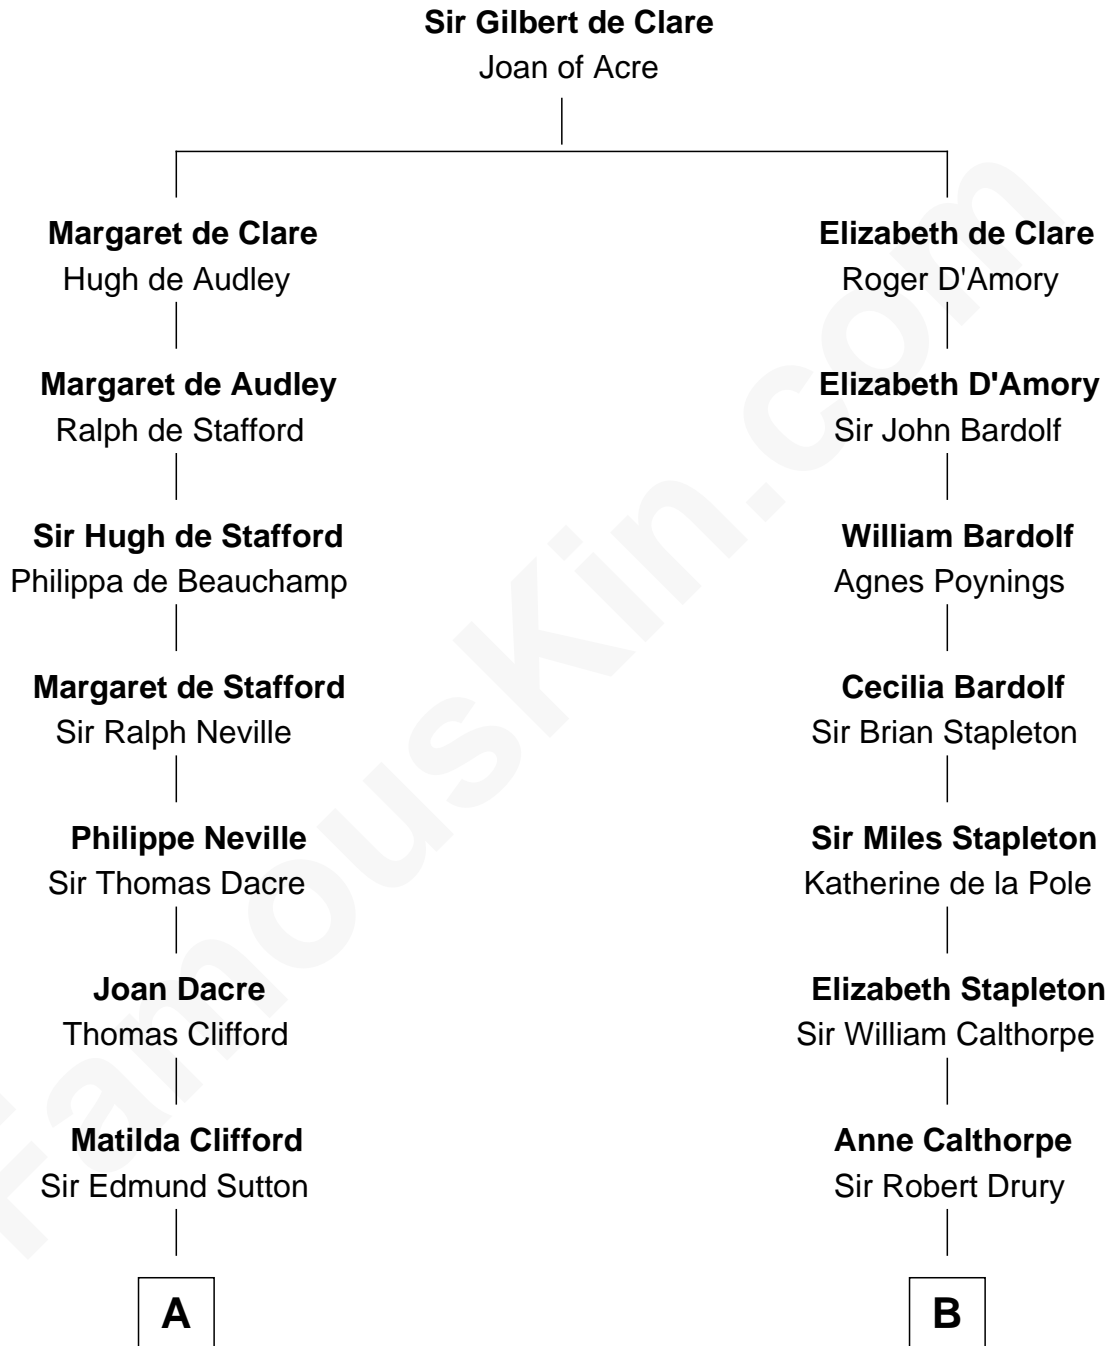 Sir Gilbert de Clare
Joan of Acre
Margaret de Clare
Hugh de Audley
Elizabeth de Clare
Roger D'Amory
Margaret de Audley
Ralph de Stafford
Elizabeth D'Amory
Sir John Bardolf
Sir Hugh de Stafford
Philippa de Beauchamp
William Bardolf
Agnes Poynings
Margaret de Stafford
Sir Ralph Neville
Cecilia Bardolf
Sir Brian Stapleton
Philippe Neville
Sir Thomas Dacre
Sir Miles Stapleton
Katherine de la Pole
Joan Dacre
Thomas Clifford
Elizabeth Stapleton
Sir William Calthorpe
Matilda Clifford
Sir Edmund Sutton
Anne Calthorpe
Sir Robert Drury
A
B
FamousKin.com